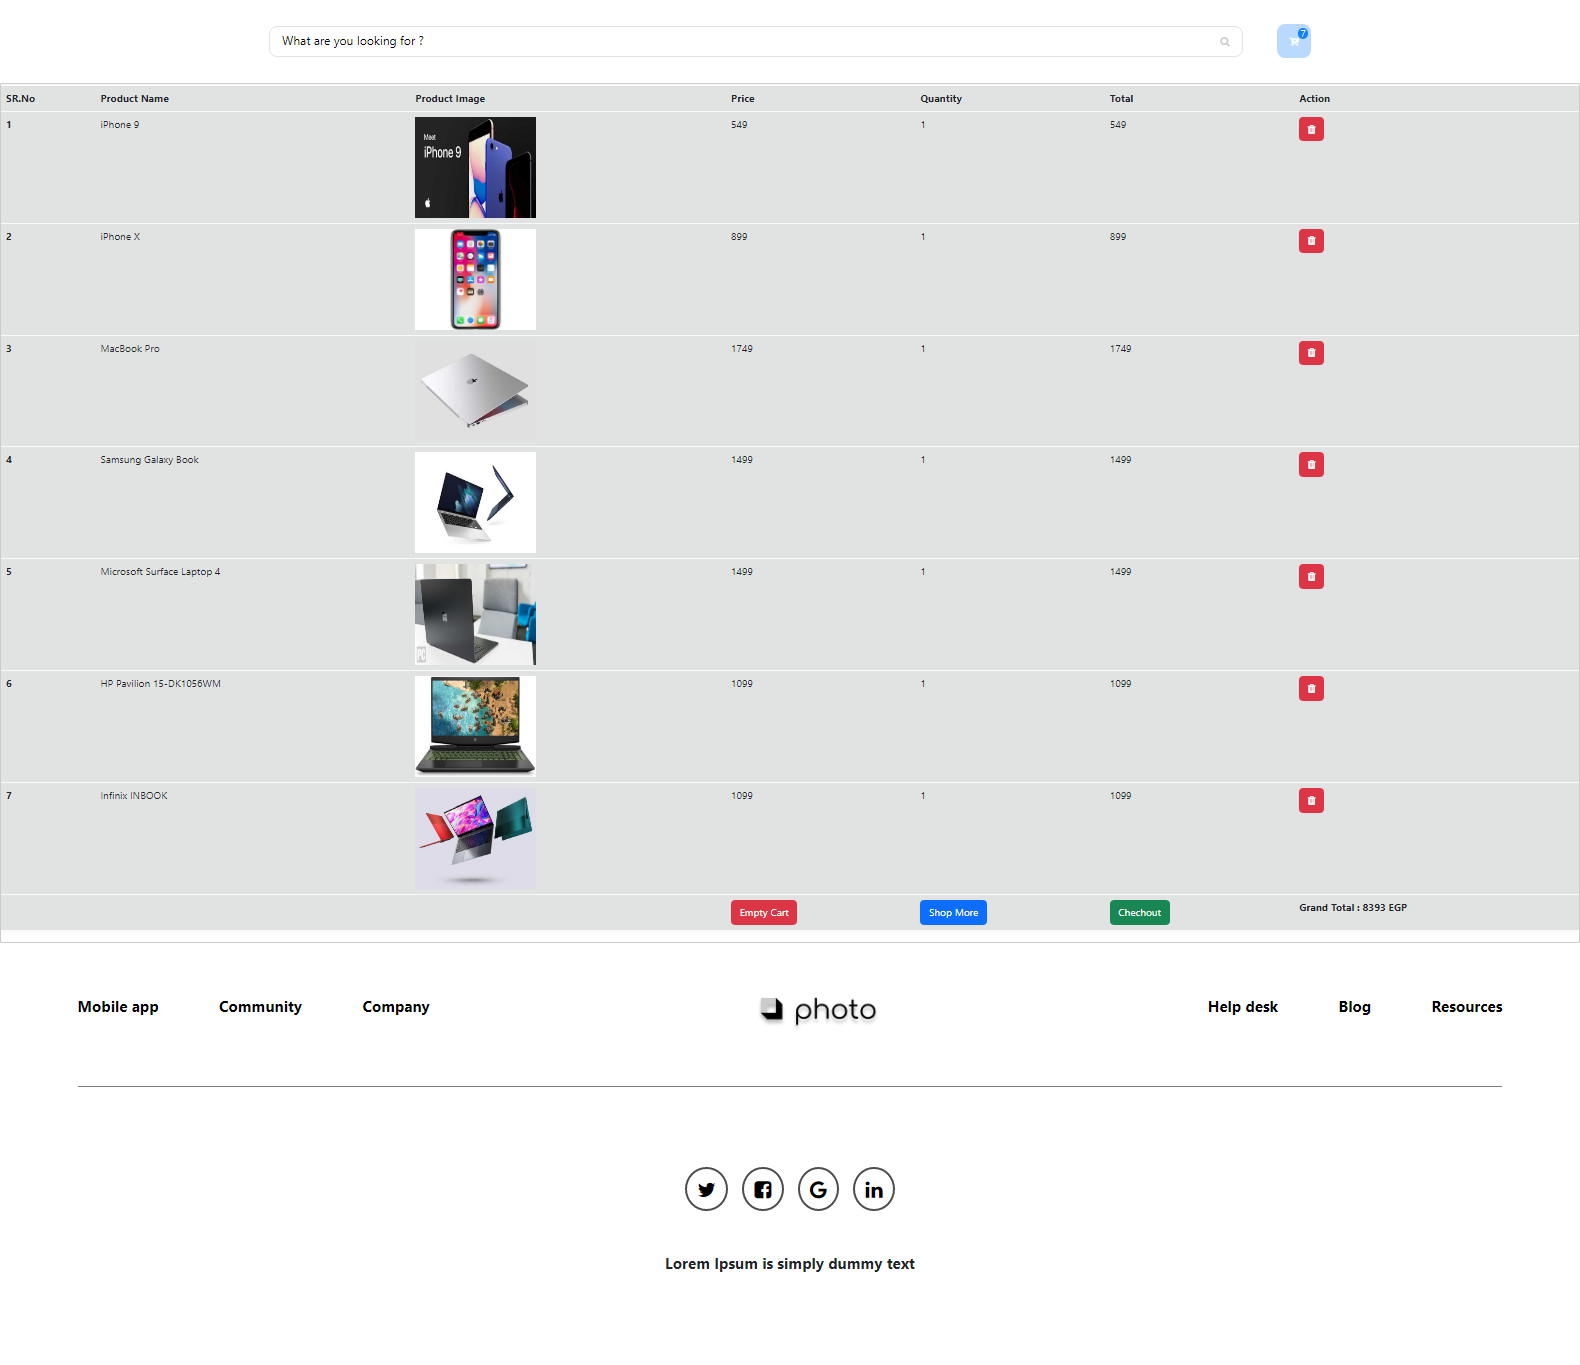 What are you looking for ?
7
SR.No Product Name Product Image Price Quantity Total Action
1 iPhone 9 549 1 549
Meet
iPhone 9
2 iPhone X 899 1 899
3 MacBook Pro 1749 1 1749
4 Samsung Galaxy Book 1499 1 1499
5 Microsoft Surface Laptop 4 1499 1 1499
PC
6 HP Pavilion 15-DK1056WM 1099 1 1099
7 Infinix INBOOK 1099 1 1099
Empty Cart Shop More Chechout Grand Total : 8393 EGP
Mobile app Community Company photo Help desk Blog Resources
Lorem Ipsum is simply dummy text